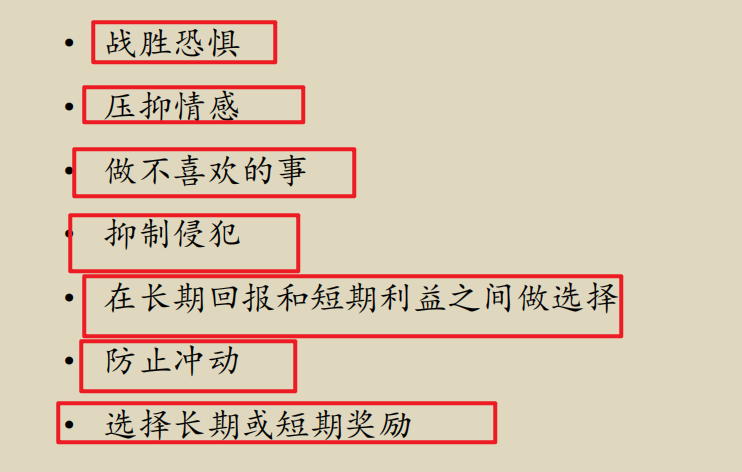 • 战胜恐惧
• 压抑情感
• 做不喜欢的事
• 抑制侵犯
• 在长期回报和短期利益之间做选择
• 防止冲动
• 选择长期或短期奖励